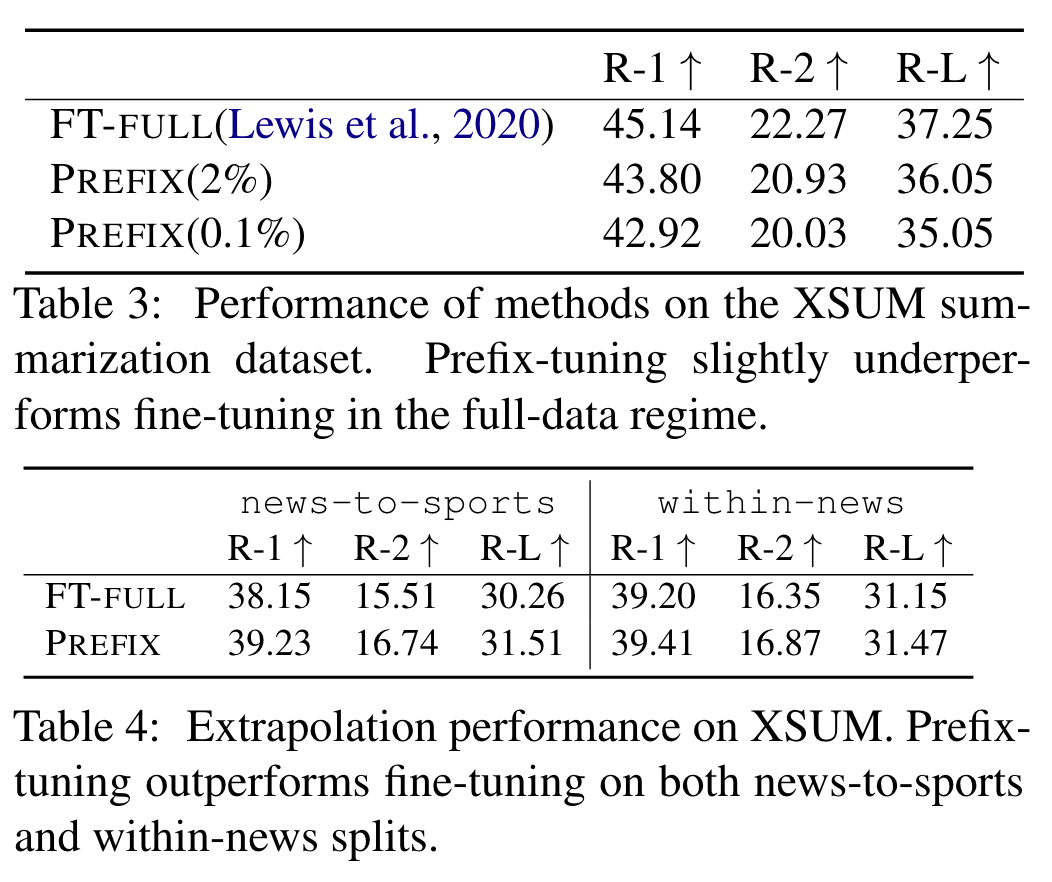 R-1 ↑ R-2 ↑ R-L ↑
FT-FULL(Lewis et al., 2020) 45.14 22.27 37.25
PREFIX(2%) 43.80 20.93 36.05
PREFIX(0.1%) 42.92 20.03 35.05
Table 3: Performance of methods on the XSUM sum-
marization dataset. Prefix-tuning slightly underper-
forms fine-tuning in the full-data regime.
news-to-sports within-news
R-1 ↑ R-2 ↑ R-L ↑ R-1 ↑ R-2 ↑ R-L ↑
FT-FULL 38.15 15.51 30.26 39.20 16.35 31.15
PREFIX 39.23 16.74 31.51 39.41 16.87 31.47
Table 4: Extrapolation performance on XSUM. Prefix-
tuning outperforms fine-tuning on both news-to-sports
and within-news splits.